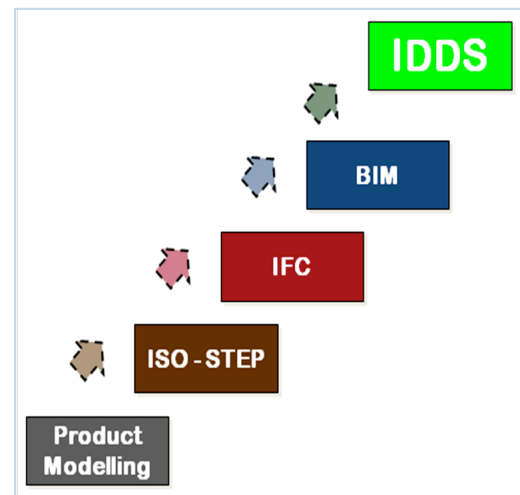 IDDS
BIM
IFC
ISO - STEP
Product
Modelling